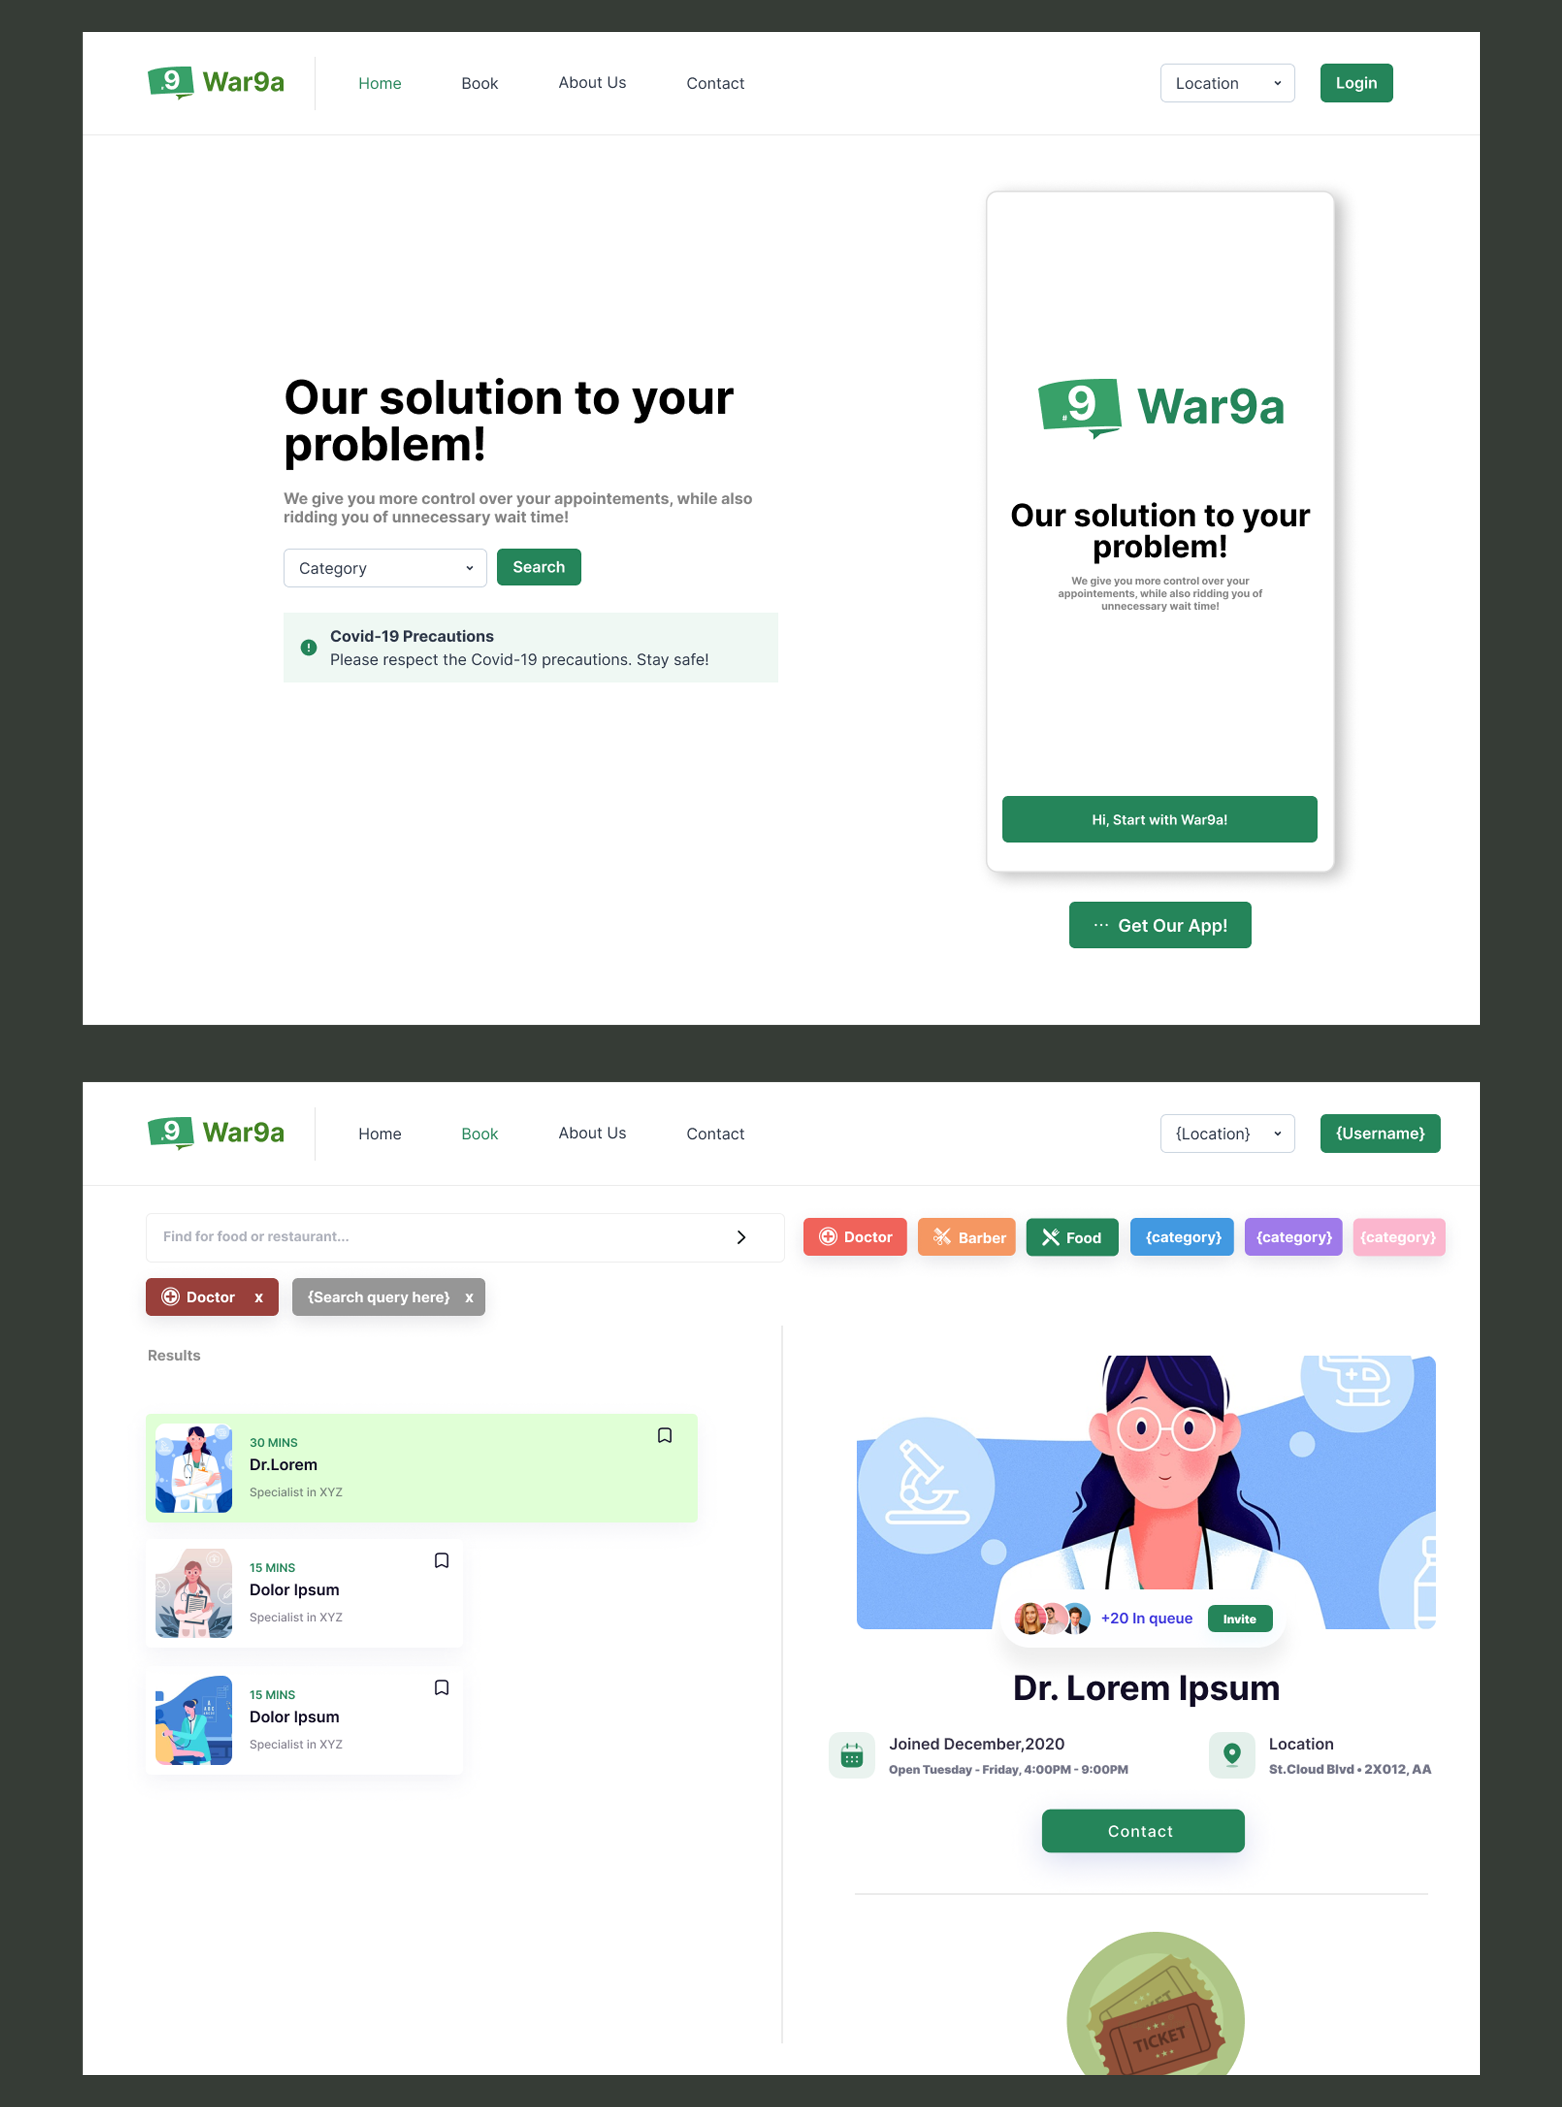 .9 War9a
Home Book About Us Contact
Location
Login
Our solution to your
problem!
We give you more control over your appointements, while also
ridding you of unnecessary wait time!
Category
Search
Covid-19 Precautions
Please respect the Covid-19 precautions. Stay safe!
9 War9a
Our solution to your
problem!
We give you more control over your
appointements, while also ridding you of
unnecessary wait time!
Hi, Start with War9a!
··· Get Our App!
.9 War9a
Home Book About Us Contact
{Location}
{Username}
Find for food or restaurant...
Doctor
Barber
Food
{category}
{category}
{category}
Doctor x
{Search query here} x
Results
30 MINS
Dr.Lorem
Specialist in XYZ
15 MINS
Dolor Ipsum
Specialist in XYZ
15 MINS
Dolor Ipsum
Specialist in XYZ
+20 In queue
Invite
Dr. Lorem Ipsum
Joined December,2020
Open Tuesday - Friday, 4:00PM - 9:00PM
Location
St.Cloud Blvd • 2X012, AA
Contact
TICKET